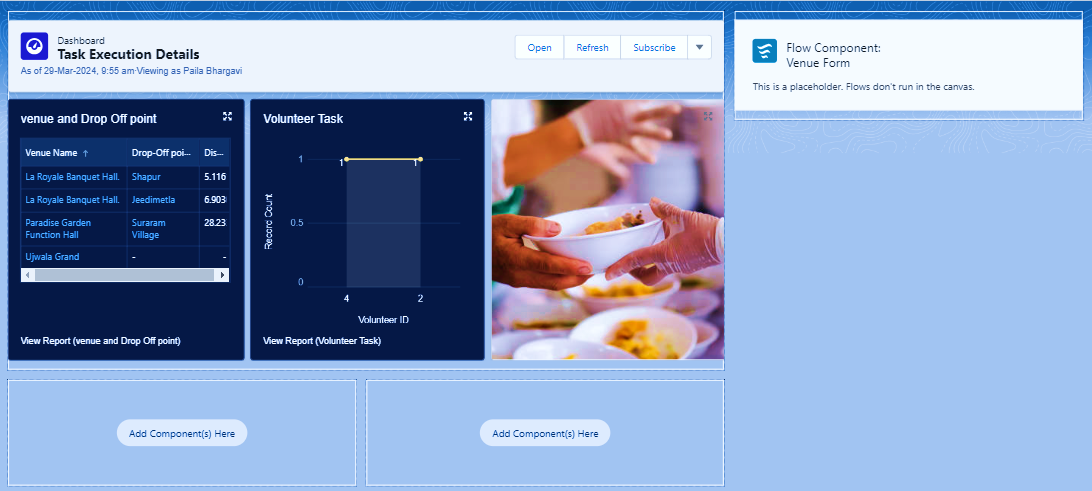 Dashboard
Task Execution Details
As of 29-Mar-2024, 9:55 am·Viewing as Paila Bhargavi
Open
Refresh
Subscribe
Flow Component:
Venue Form
This is a placeholder. Flows don't run in the canvas.
venue and Drop Off point
Venue Name ↑ Drop-Off poi... Dis...
La Royale Banquet Hall. Shapur 5.116
La Royale Banquet Hall. Jeedimetla 6.903
Paradise Garden Suraram 28.23
Function Hall Village
Ujwala Grand - -
View Report (venue and Drop Off point)
Volunteer Task
1
1 1
0.5
0
Record Count
4 2
Volunteer ID
View Report (Volunteer Task)
Add Component(s) Here
Add Component(s) Here